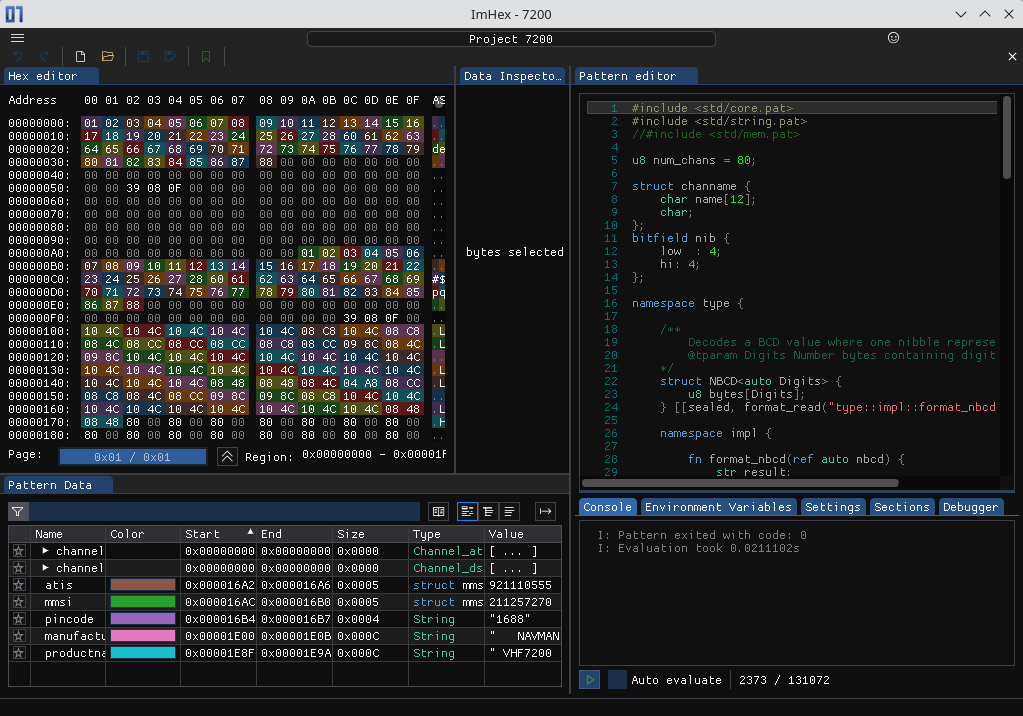 ImHex - 7200
Project 7200
Hex editor
Address 00 01 02 03 04 05 06 07 08 09 0A 0B 0C 0D 0E 0F AS
00000000: 01 02 03 04 05 06 07 08 09 10 11 12 13 14 15 16 ..
00000010: 17 18 19 20 21 22 23 24 25 26 27 28 60 61 62 63 ..
00000020: 64 65 66 67 68 69 70 71 72 73 74 75 76 77 78 79 de
00000030: 80 81 82 83 84 85 86 87 88 00 00 00 00 00 00 00 ..
00000040: 00 00 00 00 00 00 00 00 00 00 00 00 00 00 00 00 ..
00000050: 00 00 39 08 0F 00 00 00 00 00 00 00 00 00 00 00 ..
00000060: 00 00 00 00 00 00 00 00 00 00 00 00 00 00 00 00 ..
00000070: 00 00 00 00 00 00 00 00 00 00 00 00 00 00 00 00 ..
00000080: 00 00 00 00 00 00 00 00 00 00 00 00 00 00 00 00 ..
00000090: 00 00 00 00 00 00 00 00 00 00 00 00 00 00 00 00 ..
000000A0: 00 00 00 00 00 00 00 00 00 00 01 02 03 04 05 06 ..
000000B0: 07 08 09 10 11 12 13 14 15 16 17 18 19 20 21 22 ..
000000C0: 23 24 25 26 27 28 60 61 62 63 64 65 66 67 68 69 #$
000000D0: 70 71 72 73 74 75 76 77 78 79 80 81 82 83 84 85 pq
000000E0: 86 87 88 00 00 00 00 00 00 00 00 00 00 00 00 00 ..
000000F0: 00 00 00 00 00 00 00 00 00 00 00 00 39 08 0F 00 ..
00000100: 10 4C 10 4C 10 4C 10 4C 10 4C 08 C8 10 4C 08 C8 .L
00000110: 08 4C 08 CC 08 CC 08 CC 08 C8 08 CC 09 8C 08 4C .L
00000120: 09 8C 10 4C 10 4C 10 4C 10 4C 10 4C 10 4C 10 4C ..
00000130: 10 4C 10 4C 10 4C 10 4C 10 4C 10 4C 10 4C 10 4C .L
00000140: 10 4C 10 4C 10 4C 08 48 08 48 08 4C 04 A8 08 CC .L
00000150: 08 C8 08 4C 08 CC 09 8C 09 8C 08 C8 10 4C 10 4C ..
00000160: 10 4C 10 4C 10 4C 10 4C 10 4C 10 4C 10 4C 08 48 .L
00000170: 08 48 80 00 80 00 80 00 80 00 80 00 80 00 80 00 .H
00000180: 80 00 80 00 80 00 80 00 80 00 80 00 80 00 80 00 ..
Page: 0x01 / 0x01 Region: 0x00000000 - 0x00001F
Data Inspecto…
bytes selected
Pattern editor
1 #include <std/core.pat>
2 #include <std/string.pat>
3 //#include <std/mem.pat>
4
5 u8 num_chans = 80;
6
7 struct channame {
8 char name[12];
9 char;
10 };
11 bitfield nib {
12 low : 4;
13 hi: 4;
14 };
15
16 namespace type {
17
18 /**
19 Decodes a BCD value where one nibble represe
20 @tparam Digits Number bytes containing digit
21 */
22 struct NBCD<auto Digits> {
23 u8 bytes[Digits];
24 } [[sealed, format_read("type::impl::format_nbcd
25
26 namespace impl {
27
28 fn format_nbcd(ref auto nbcd) {
29 str result;
Pattern Data
Name Color Start End Size Type Value
channel 0x00000000 0x00000000 0x0000 Channel_at [ ... ]
channel 0x00000000 0x00000000 0x0000 Channel_ds [ ... ]
atis 0x000016A2 0x000016A6 0x0005 struct mms 921110555
mmsi 0x000016AC 0x000016B0 0x0005 struct mms 211257270
pincode 0x000016B4 0x000016B7 0x0004 String "1688"
manufactu 0x00001E00 0x00001E0B 0x000C String " NAVMAN
productna 0x00001E8F 0x00001E9A 0x000C String " VHF7200
Console Environment Variables Settings Sections Debugger
I: Pattern exited with code: 0
I: Evaluation took 0.0211102s
Auto evaluate 2373 / 131072